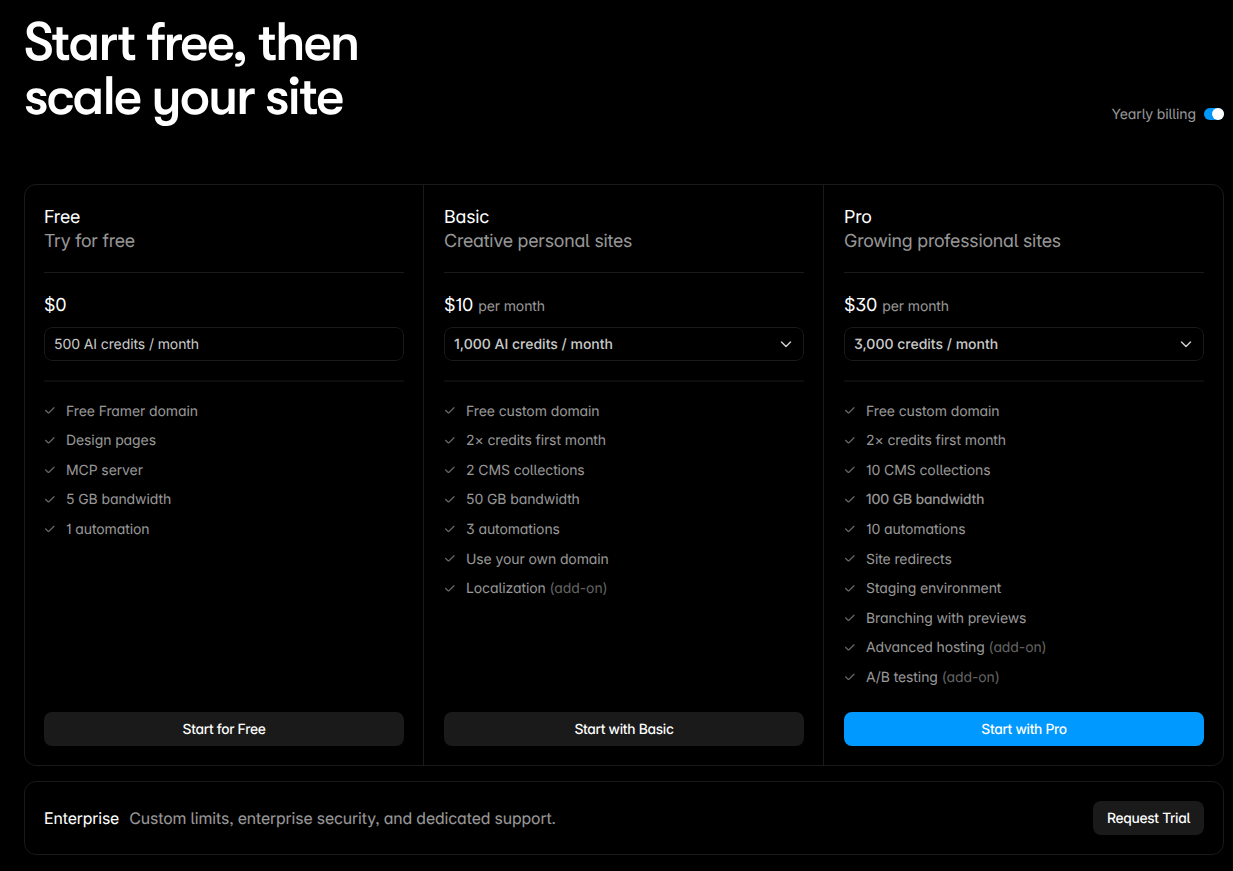 Start free, then
scale your site
Yearly billing
Free
Try for free
$0
500 AI credits / month
Free Framer domain
Design pages
MCP server
5 GB bandwidth
1 automation
Start for Free
Basic
Creative personal sites
$10 per month
1,000 AI credits / month
Free custom domain
2× credits first month
2 CMS collections
50 GB bandwidth
3 automations
Use your own domain
Localization (add-on)
Start with Basic
Pro
Growing professional sites
$30 per month
3,000 credits / month
Free custom domain
2× credits first month
10 CMS collections
100 GB bandwidth
10 automations
Site redirects
Staging environment
Branching with previews
Advanced hosting (add-on)
A/B testing (add-on)
Start with Pro
Enterprise Custom limits, enterprise security, and dedicated support.
Request Trial